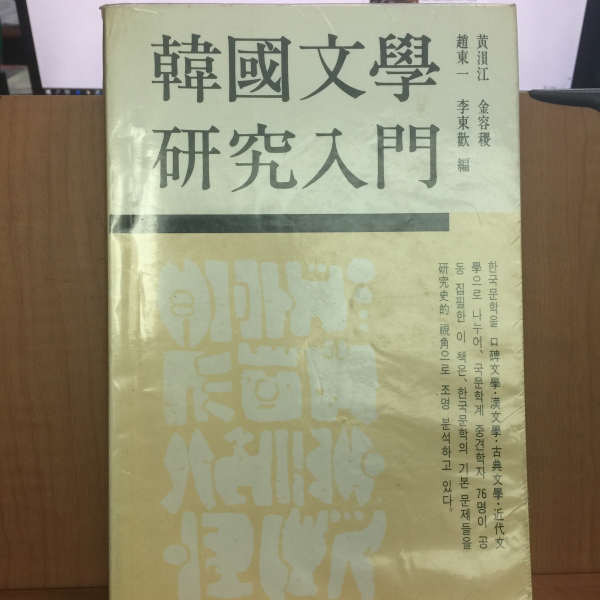 韓國文學
研究入門
黄浿江 金容稷
趙東一 李東歡 編
한국문학을 口碑文學·漢文學·古典文學·近代文
學으로 나누어, 국문학계 중견학자 76명이 공
동 집필한 이 책은, 한국문학의 기본 문제들을
研究史的 視角으로 조명 분석하고 있다.